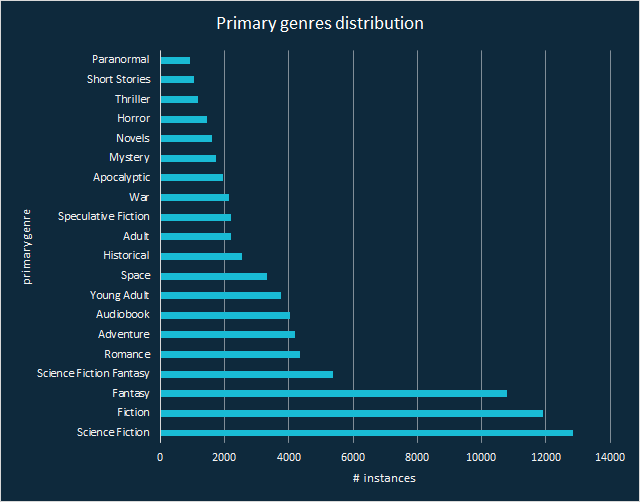 Primary genres distribution
Paranormal
Short Stories
Thriller
Horror
Novels
Mystery
Apocalyptic
War
Speculative Fiction
Adult
Historical
Space
Young Adult
Audiobook
Adventure
Romance
Science Fiction Fantasy
Fantasy
Fiction
Science Fiction
primarygenre
0 2000 4000 6000 8000 10000 12000 14000
# instances